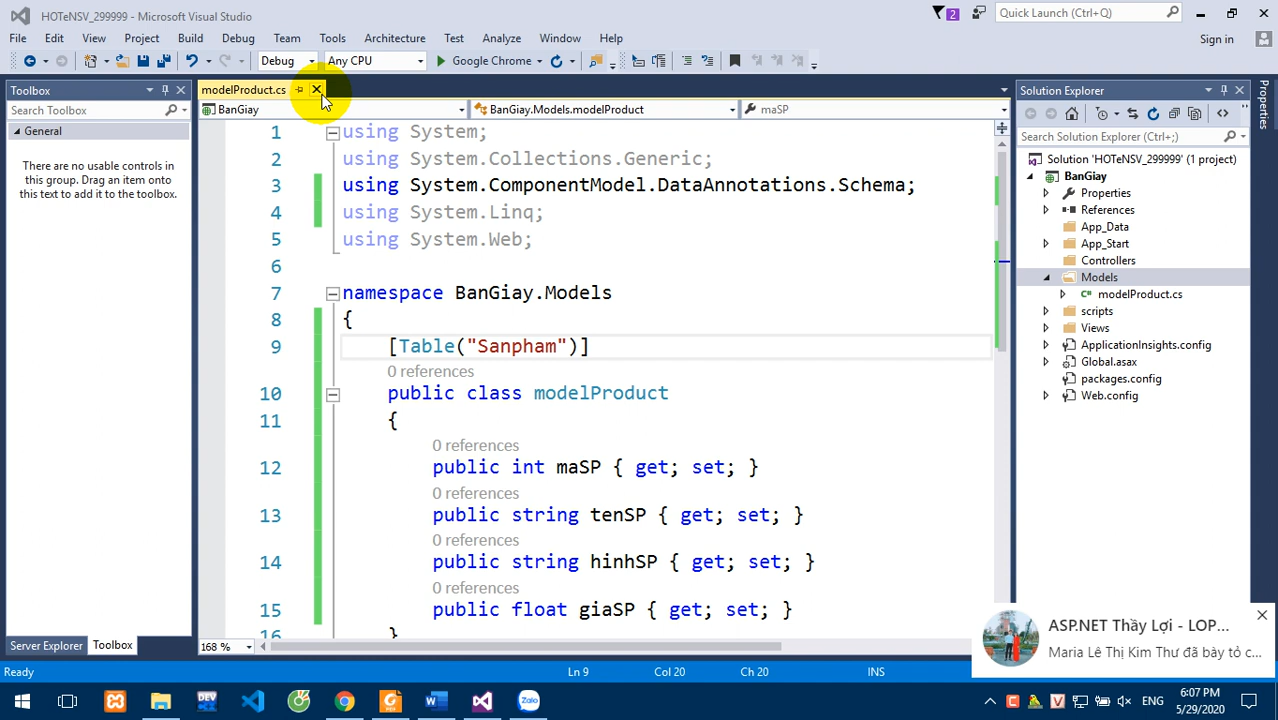 HOTeNSV_299999 - Microsoft Visual Studio
2
Quick Launch (Ctrl+Q)
File Edit View Project Build Debug Team Tools Architecture Test Analyze Window Help
Sign in
Debug Any CPU Google Chrome
Toolbox
Search Toolbox
General
There are no usable controls in
this group. Drag an item onto
this text to add it to the toolbox.
Server Explorer Toolbox
modelProduct.cs
BanGiay BanGiay.Models.modelProduct maSP
1 using System;
2 using System.Collections.Generic;
3 using System.ComponentModel.DataAnnotations.Schema;
4 using System.Linq;
5 using System.Web;
6
7 namespace BanGiay.Models
8 {
9 [Table("Sanpham")]
0 references
10 public class modelProduct
11 {
0 references
12 public int maSP { get; set; }
0 references
13 public string tenSP { get; set; }
0 references
14 public string hinhSP { get; set; }
0 references
15 public float giaSP { get; set; }
16 }
168 %
Solution Explorer
Search Solution Explorer (Ctrl+;)
Solution 'HOTeNSV_299999' (1 project)
BanGiay
Properties
References
App_Data
App_Start
Controllers
Models
modelProduct.cs
scripts
Views
ApplicationInsights.config
Global.asax
packages.config
Web.config
Properties
ASP.NET Thầy Lợi - LOP...
Maria Lê Thị Kim Thư đã bày tỏ c...
Ready Ln 9 Col 20 Ch 20 INS
DEV
W
Zalo
C V ENG
6:07 PM
5/29/2020